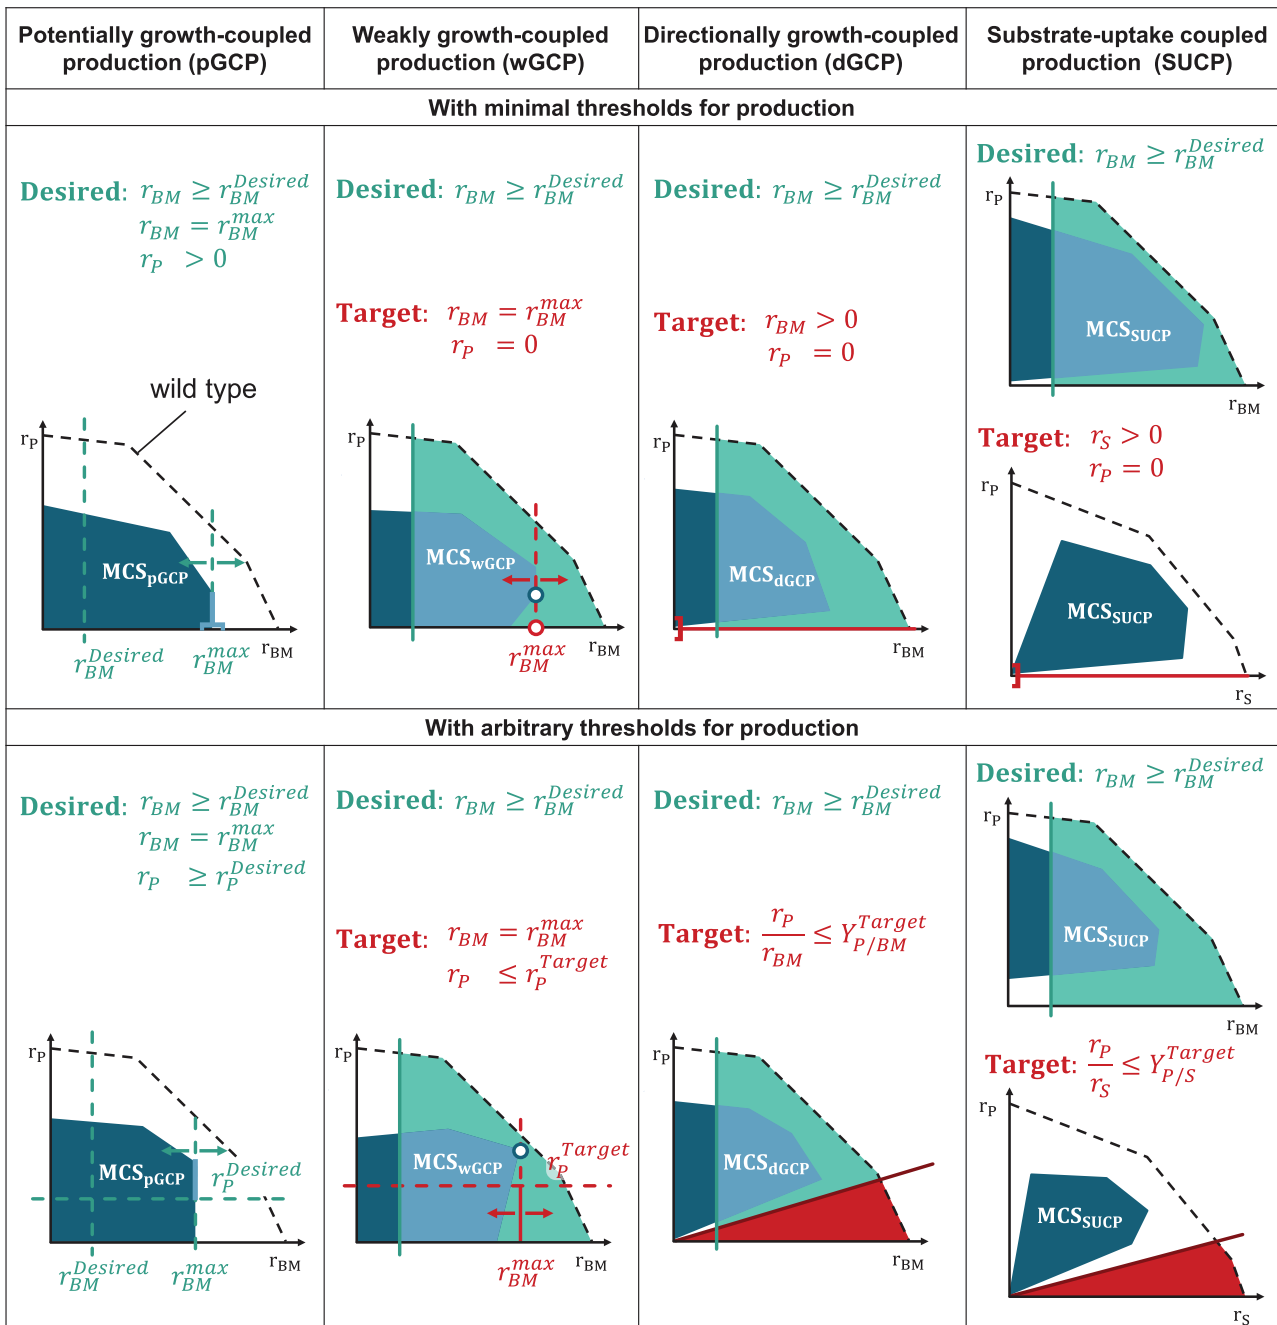 Potentially growth-coupled
production (pGCP)
Weakly growth-coupled
production (wGCP)
Directionally growth-coupled
production (dGCP)
Substrate-uptake coupled
production (SUCP)
With minimal thresholds for production
Desired: r_BM ≥ r_BM^Desired
r_BM = r_BM^max
r_P > 0
wild type
r_P
MCS_pGCP
r_BM
r_BM^Desired
r_BM^max
Desired: r_BM ≥ r_BM^Desired
Target: r_BM = r_BM^max
r_P = 0
r_P
MCS_wGCP
r_BM^max
r_BM
Desired: r_BM ≥ r_BM^Desired
Target: r_BM > 0
r_P = 0
r_P
MCS_dGCP
r_BM
Desired: r_BM ≥ r_BM^Desired
r_P
MCS_SUCP
r_BM
Target: r_S > 0
r_P = 0
r_P
MCS_SUCP
r_S
With arbitrary thresholds for production
Desired: r_BM ≥ r_BM^Desired
r_BM = r_BM^max
r_P ≥ r_P^Desired
r_P
MCS_pGCP
r_P^Desired
r_BM^Desired
r_BM^max
r_BM
Desired: r_BM ≥ r_BM^Desired
Target: r_BM = r_BM^max
r_P ≤ r_P^Target
r_P
MCS_wGCP
r_P^Target
r_BM^max
r_BM
Desired: r_BM ≥ r_BM^Desired
Target: r_P / r_BM ≤ Y_P/BM^Target
r_P
MCS_dGCP
r_BM
Desired: r_BM ≥ r_BM^Desired
r_P
MCS_SUCP
r_BM
Target: r_P / r_S ≤ Y_P/S^Target
r_P
MCS_SUCP
r_S